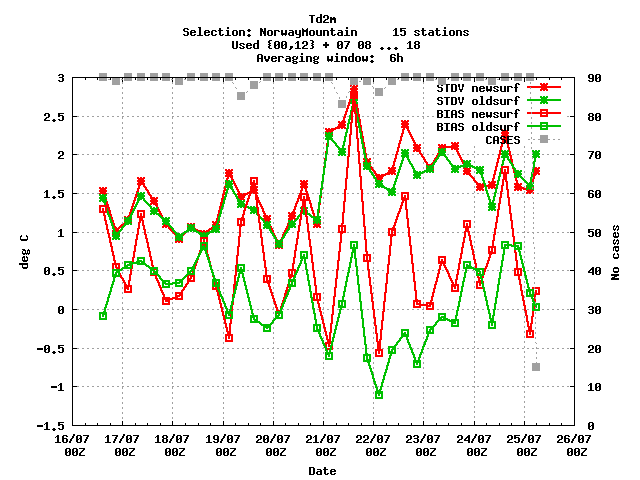 Td2m
Selection: NorwayMountain     15 stations
Used {00,12} + 07 08 ... 18
Averaging window:  6h
STDV newsurf
STDV oldsurf
BIAS newsurf
BIAS oldsurf
CASES
3
2.5
2
1.5
1
0.5
0
-0.5
-1
-1.5
deg C
90
80
70
60
50
40
30
20
10
0
No cases
16/07 17/07 18/07 19/07 20/07 21/07 22/07 23/07 24/07 25/07 26/07
00Z 00Z 00Z 00Z 00Z 00Z 00Z 00Z 00Z 00Z 00Z
Date